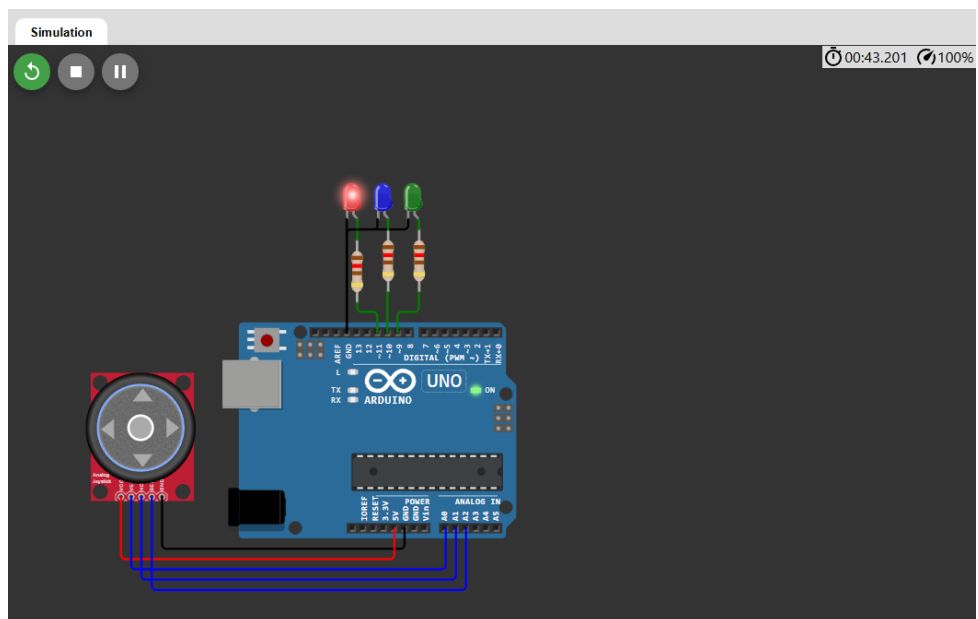 Simulation
00:43.201 100%
AREF
GND
13
12
~11
~10
~9
8
7
~6
~5
4
~3
2
TX→1
RX←0
DIGITAL (PWM ~)
L
UNO
TX
RX
ARDUINO
ON
Analog
Joystick
VCC
GND
IOREF
RESET
3.3V
5V
GND
GND
Vin
POWER
ANALOG IN
A0
A1
A2
A3
A4
A5